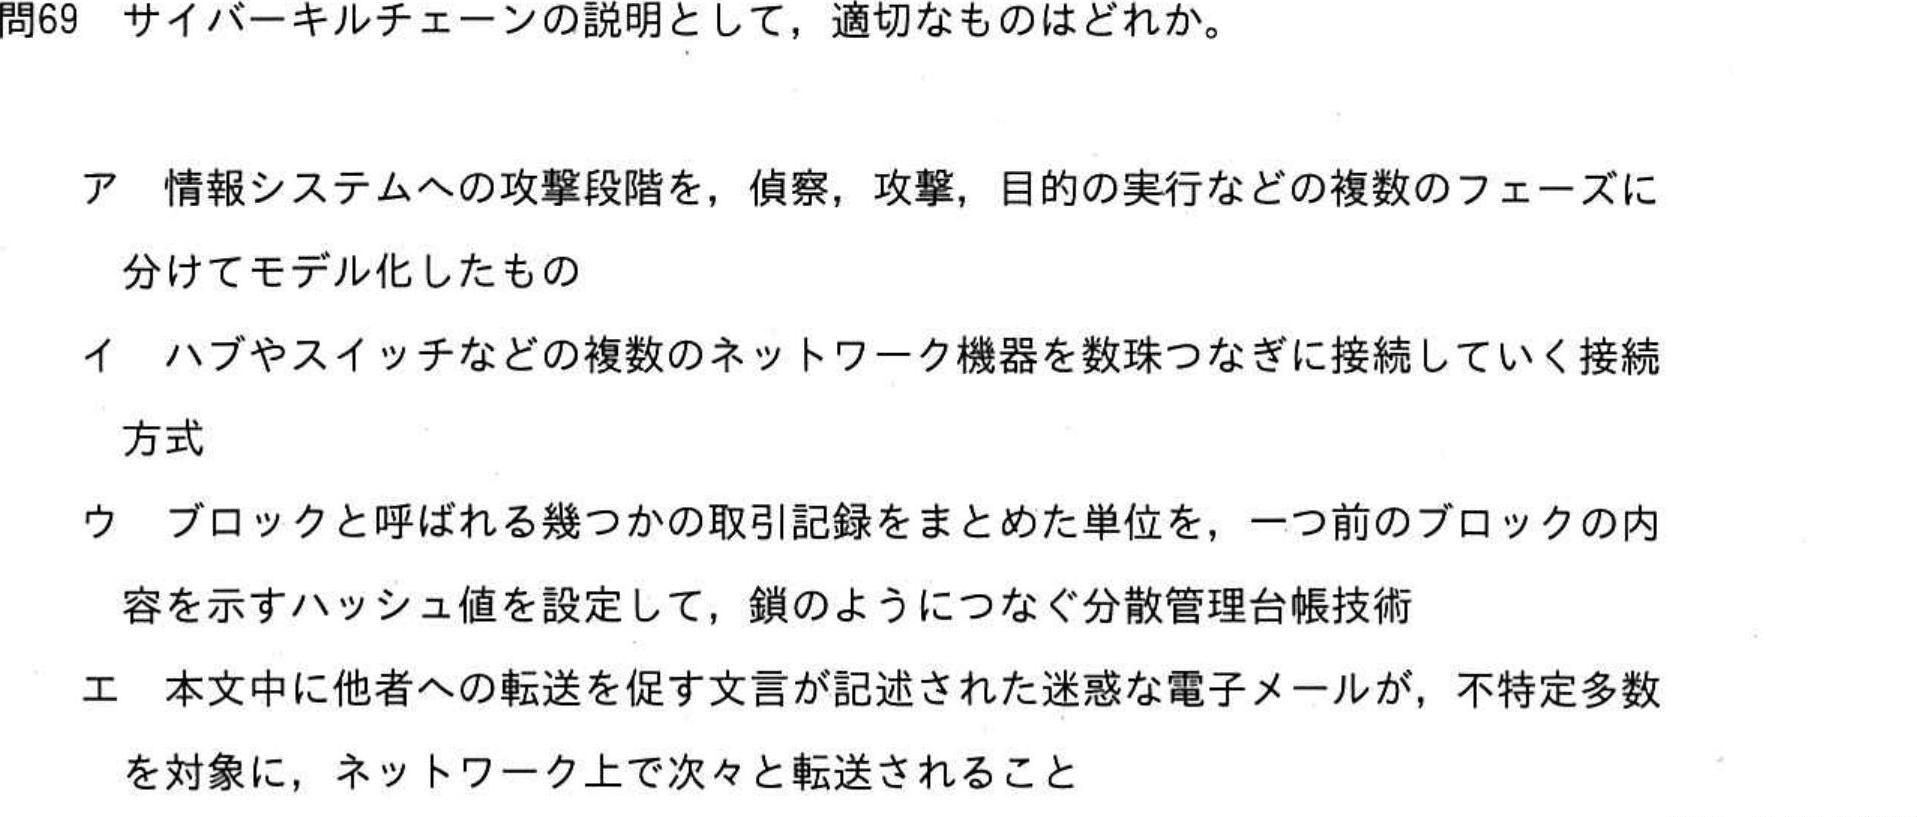 問69　サイバーキルチェーンの説明として，適切なものはどれか。
ア　情報システムへの攻撃段階を，偵察，攻撃，目的の実行などの複数のフェーズに
分けてモデル化したもの
イ　ハブやスイッチなどの複数のネットワーク機器を数珠つなぎに接続していく接続
方式
ウ　ブロックと呼ばれる幾つかの取引記録をまとめた単位を，一つ前のブロックの内
容を示すハッシュ値を設定して，鎖のようにつなぐ分散管理台帳技術
エ　本文中に他者への転送を促す文言が記述された迷惑な電子メールが，不特定多数
を対象に，ネットワーク上で次々と転送されること